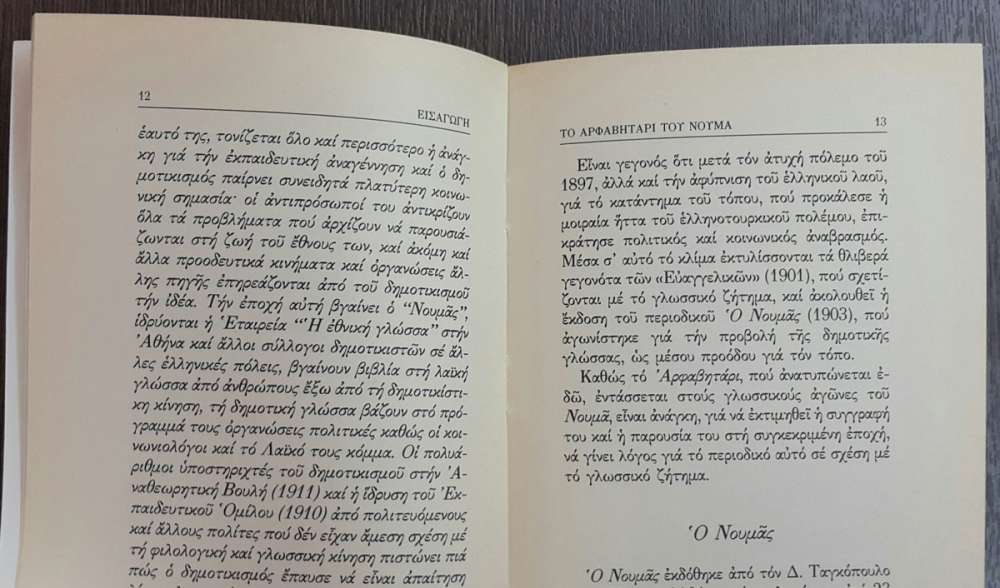 12
ΕΙΣΑΓΩΓΗ
ἑαυτό της, τονίζεται ὅλο καί περισσότερο ἡ ἀνάγ-
κη γιά τήν ἐκπαιδευτική ἀναγέννηση καί ὁ δη-
μοτικισμός παίρνει συνειδητά πλατύτερη κοινω-
νική σημασία· οἱ ἀντιπρόσωποί του ἀντικρίζουν
ὅλα τά προβλήματα πού ἀρχίζουν νά παρουσιά-
ζωνται στή ζωή τοῦ ἔθνους των, καί ἀκόμη καί
ἄλλα προοδευτικά κινήματα καί ὀργανώσεις ἄλ-
λης πηγῆς ἐπηρεάζονται ἀπό τοῦ δημοτικισμοῦ
τήν ἰδέα. Τήν ἐποχή αὐτή βγαίνει ὁ "Νουμᾶς",
ἱδρύονται ἡ Ἑταιρεία "Ἡ ἐθνική γλώσσα" στήν
Ἀθήνα καί ἄλλοι σύλλογοι δημοτικιστῶν σέ ἄλ-
λες ἑλληνικές πόλεις, βγαίνουν βιβλία στή λαϊκή
γλώσσα ἀπό ἀνθρώπους ἔξω ἀπό τή δημοτικίστι-
κη κίνηση, τή δημοτική γλώσσα βάζουν στό πρό-
γραμμά τους ὀργανώσεις πολιτικές καθώς οἱ κοι-
νωνιολόγοι καί τό Λαϊκό τους κόμμα. Οἱ πολυά-
ριθμοι ὑποστηριχτές τοῦ δημοτικισμοῦ στήν Ἀ-
ναθεωρητική Βουλή (1911) καί ἡ ἵδρυση τοῦ Ἐκ-
παιδευτικοῦ Ὁμίλου (1910) ἀπό πολιτευόμενους
καί ἄλλους πολίτες πού δέν εἶχαν ἄμεση σχέση μέ
τή φιλολογική καί γλωσσική κίνηση πιστώνει πιά
πώς ὁ δημοτικισμός ἔπαυσε νά εἶναι ἀπαίτηση
ΤΟ ΑΡΦΑΒΗΤΑΡΙ ΤΟΥ ΝΟΥΜΑ
13
Εἶναι γεγονός ὅτι μετά τόν ἀτυχή πόλεμο τοῦ
1897, ἀλλά καί τήν ἀφύπνιση τοῦ ἑλληνικοῦ λαοῦ,
γιά τό κατάντημα τοῦ τόπου, πού προκάλεσε ἡ
μοιραία ἥττα τοῦ ἑλληνοτουρκικοῦ πολέμου, ἐπι-
κράτησε πολιτικός καί κοινωνικός ἀναβρασμός.
Μέσα σ' αὐτό τό κλίμα ἐκτυλίσσονται τά θλιβερά
γεγονότα τῶν «Εὐαγγελικῶν» (1901), πού σχετί-
ζονται μέ τό γλωσσικό ζήτημα, καί ἀκολουθεῖ ἡ
ἔκδοση τοῦ περιοδικοῦ Ὁ Νουμᾶς (1903), πού
ἀγωνίστηκε γιά τήν προβολή τῆς δημοτικῆς
γλώσσας, ὡς μέσου προόδου γιά τόν τόπο.
Καθώς τό Ἀρφαβητάρι, πού ἀνατυπώνεται ἐ-
δῶ, ἐντάσσεται στούς γλωσσικούς ἀγῶνες τοῦ
Νουμᾶ, εἶναι ἀνάγκη, γιά νά ἐκτιμηθεῖ ἡ συγγραφή
του καί ἡ παρουσία του στή συγκεκριμένη ἐποχή,
νά γίνει λόγος γιά τό περιοδικό αὐτό σέ σχέση μέ
τό γλωσσικό ζήτημα.
Ὁ Νουμᾶς
Ὁ Νουμᾶς ἐκδόθηκε ἀπό τόν Δ. Ταγκόπουλο